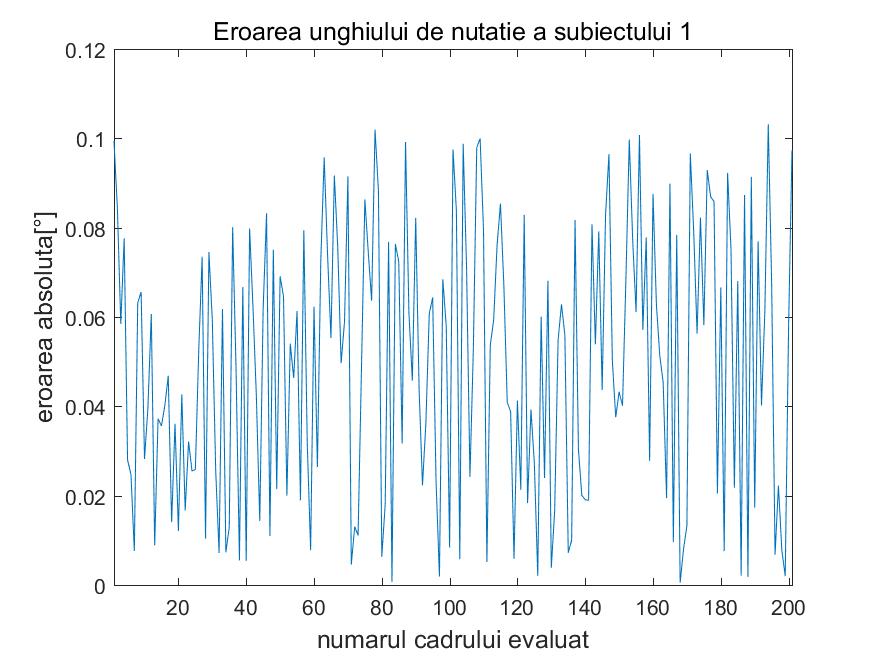 Eroarea unghiului de nutatie a subiectului 1
0.12
0.1
0.08
0.06
0.04
0.02
0
eroarea absoluta[°]
20 40 60 80 100 120 140 160 180 200
numarul cadrului evaluat